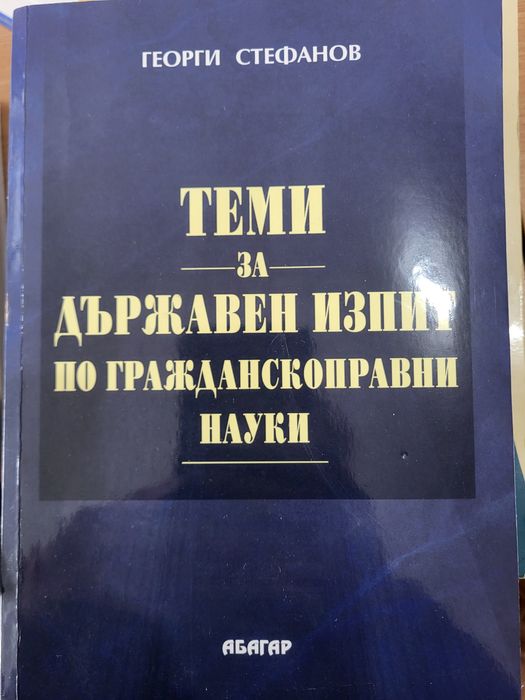 ГЕОРГИ СТЕФАНОВ
ТЕМИ
ЗА
ДЪРЖАВЕН ИЗПИТ
ПО ГРАЖДАНСКОПРАВНИ
НАУКИ
АБАГАР